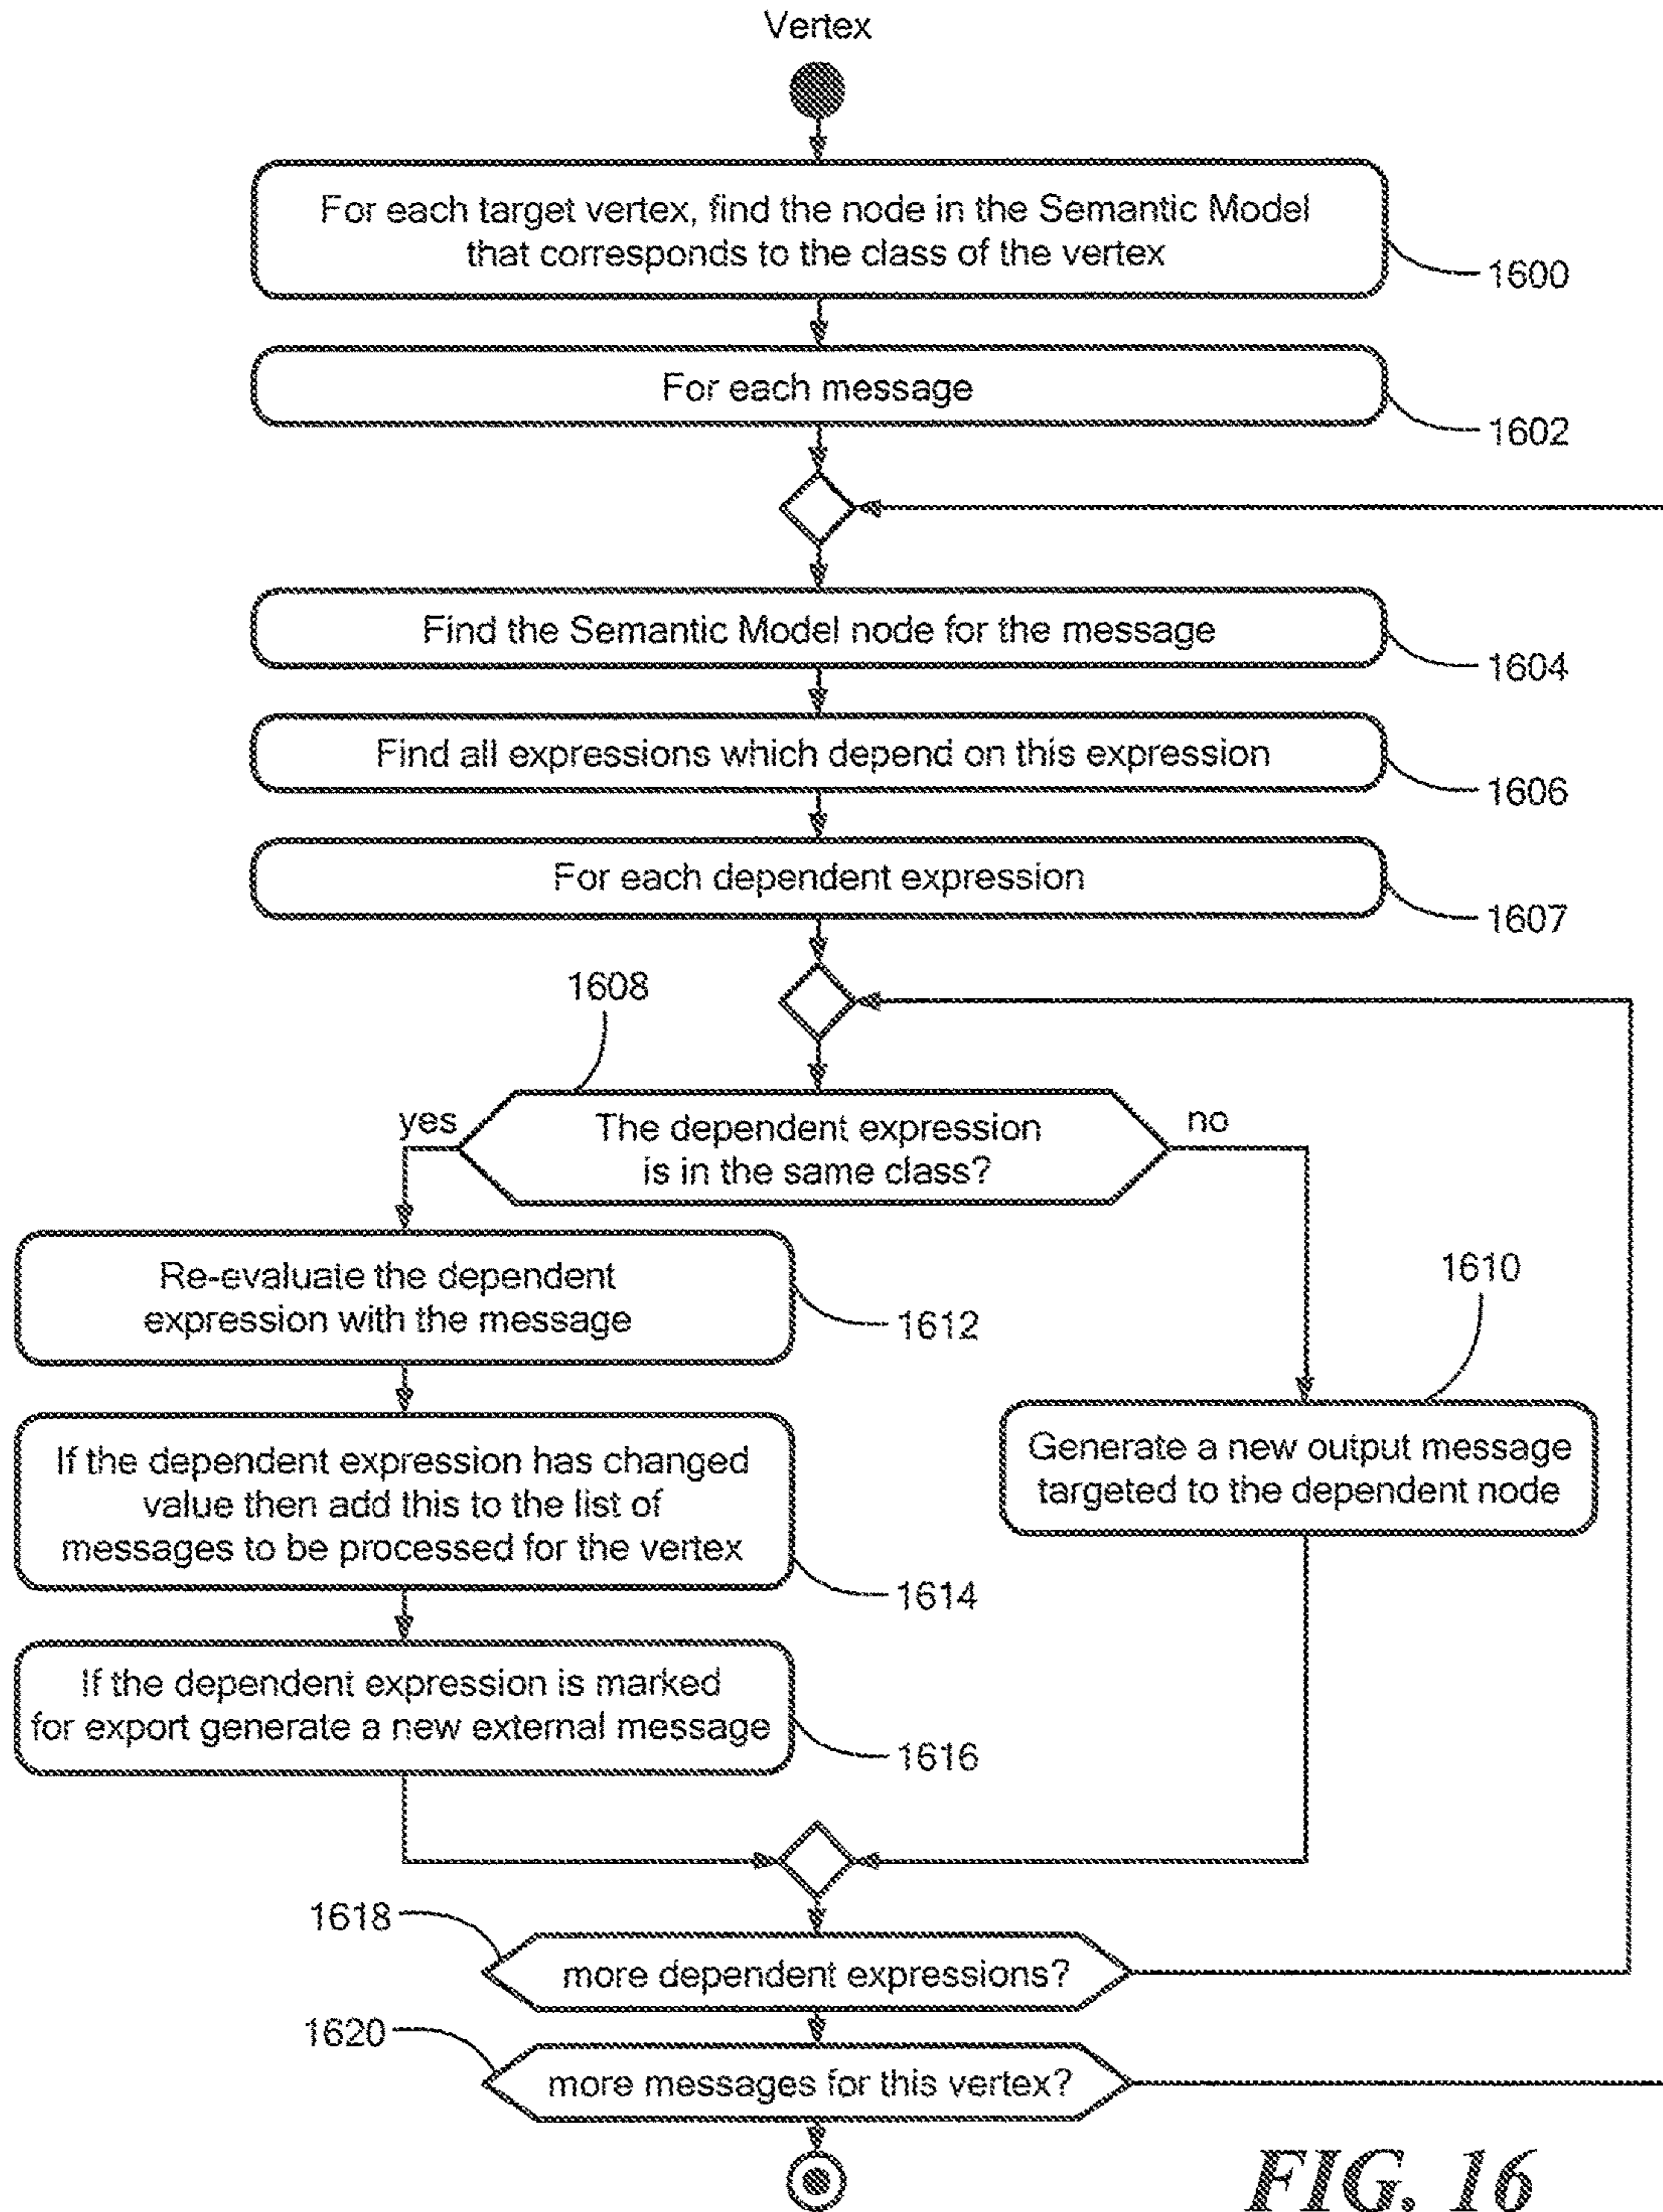 Vertex
For each target vertex, find the node in the Semantic Model
that corresponds to the class of the vertex
1600
For each message
1602
Find the Semantic Model node for the message
1604
Find all expressions which depend on this expression
1606
For each dependent expression
1607
1608
yes
The dependent expression
is in the same class?
no
Re-evaluate the dependent
expression with the message
1612
1610
If the dependent expression has changed
value then add this to the list of
messages to be processed for the vertex
1614
Generate a new output message
targeted to the dependent node
If the dependent expression is marked
for export generate a new external message
1616
1618
more dependent expressions?
1620
more messages for this vertex?
FIG. 16